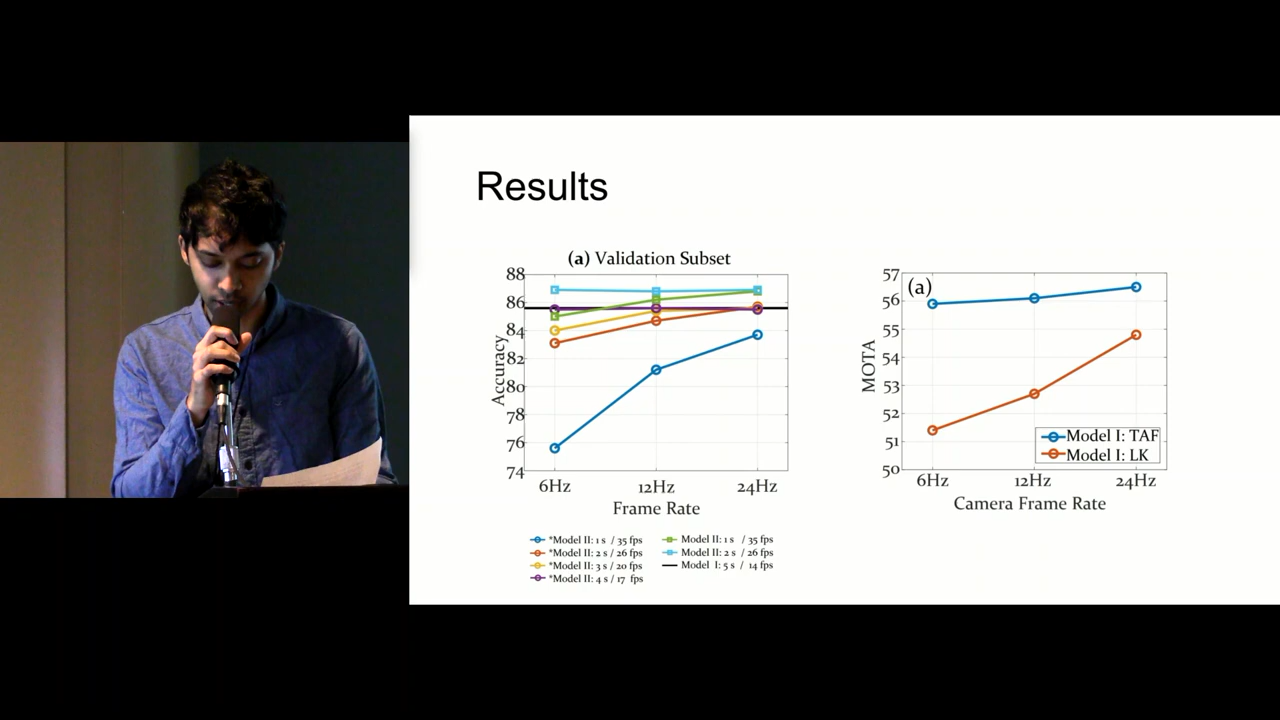 Results
(a) Validation Subset
88
86
84
82
80
78
76
74
Accuracy
6Hz 12Hz 24Hz
Frame Rate
*Model II: 1 s / 35 fps
*Model II: 2 s / 26 fps
*Model II: 3 s / 20 fps
*Model II: 4 s / 17 fps
Model II: 1 s / 35 fps
Model II: 2 s / 26 fps
Model I: 5 s / 14 fps
(a)
57
56
55
54
53
52
51
50
MOTA
Model I: TAF
Model I: LK
6Hz 12Hz 24Hz
Camera Frame Rate